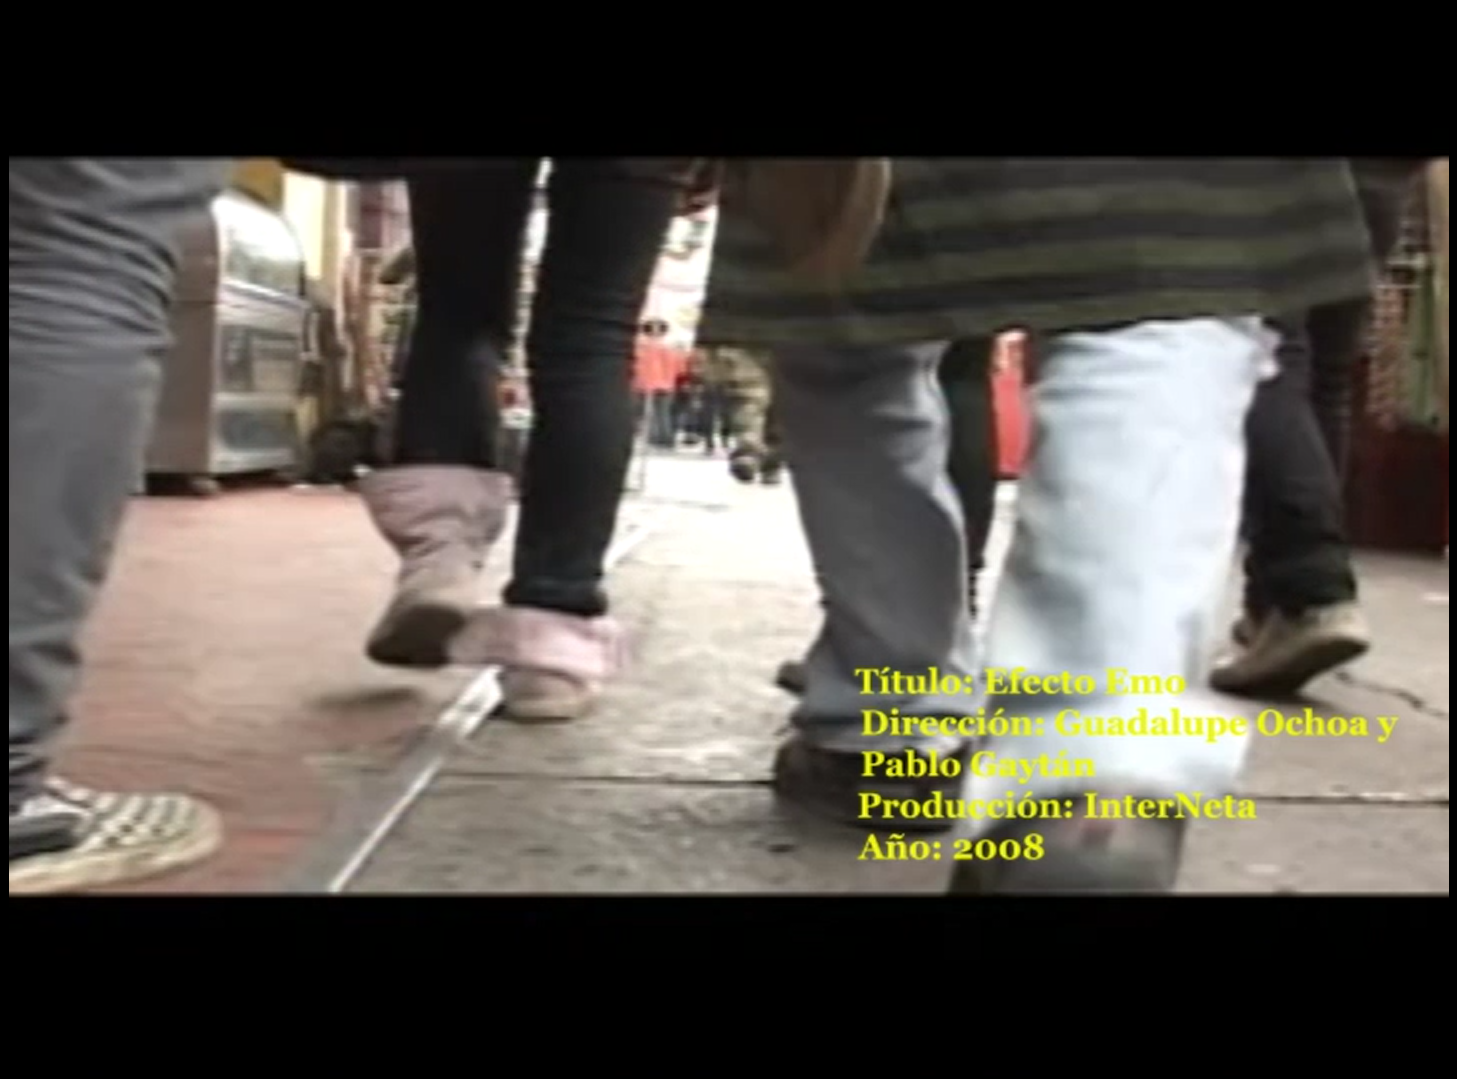 Título: Efecto Emo
Dirección: Guadalupe Ochoa y
Pablo Gaytán
Producción: InterNeta
Año: 2008